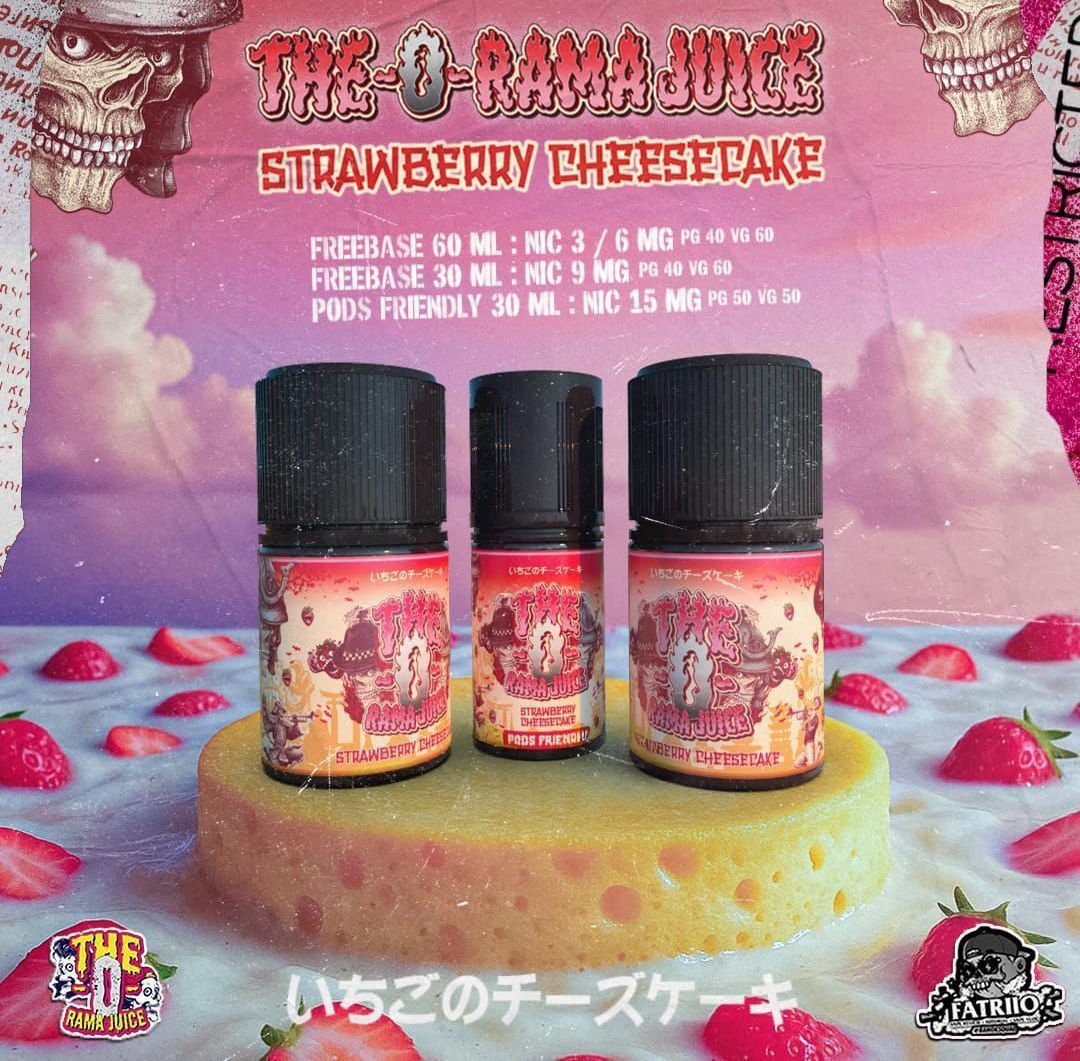 THE-O-RAMA JUICE
STRAWBERRY CHEESECAKE
FREEBASE 60 ML : NIC 3 / 6 MG PG 40 VG 60
FREEBASE 30 ML : NIC 9 MG PG 40 VG 60
PODS FRIENDLY 30 ML : NIC 15 MG PG 50 VG 50
いちごのチーズケーキ
THE
-O-
RAMA JUICE
STRAWBERRY CHEESE
いちごのチーズケーキ
THE
-O-
RAMA JUICE
STRAWBERRY
CHEESECAKE
PODS FRIENDLY
いちごのチーズケーキ
THE
-O-
RAMA JUICE
STRAWBERRY CHEESECAKE
THE
-O-
RAMA JUICE
いちごのチーズケーキ
FATRIIO